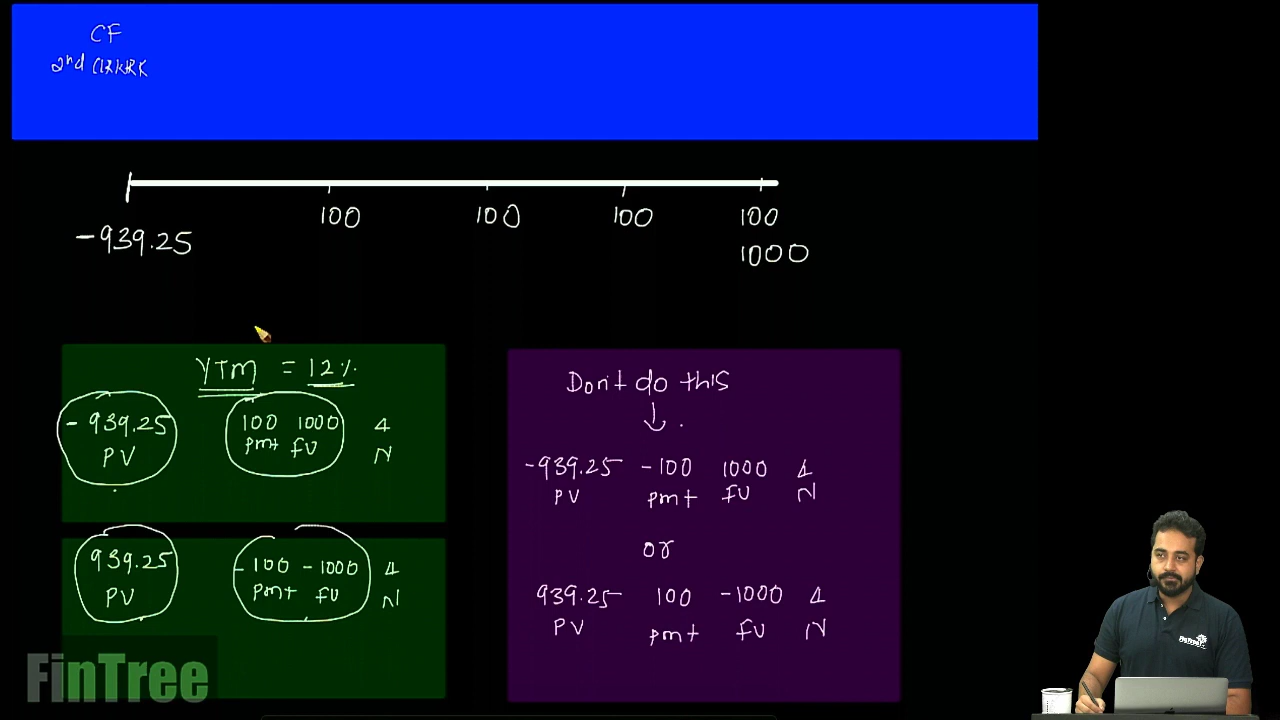 CF
2nd CLR WRK
-939.25
100
100
100
100
1000
YTM = 12%
-939.25 100 1000 4
PV pmt FV N
939.25 -100 -1000 4
PV pmt FV N
Don't do this
-939.25 -100 1000 4
PV pmt FV N
or
939.25 100 -1000 4
PV pmt FV N
FinTree